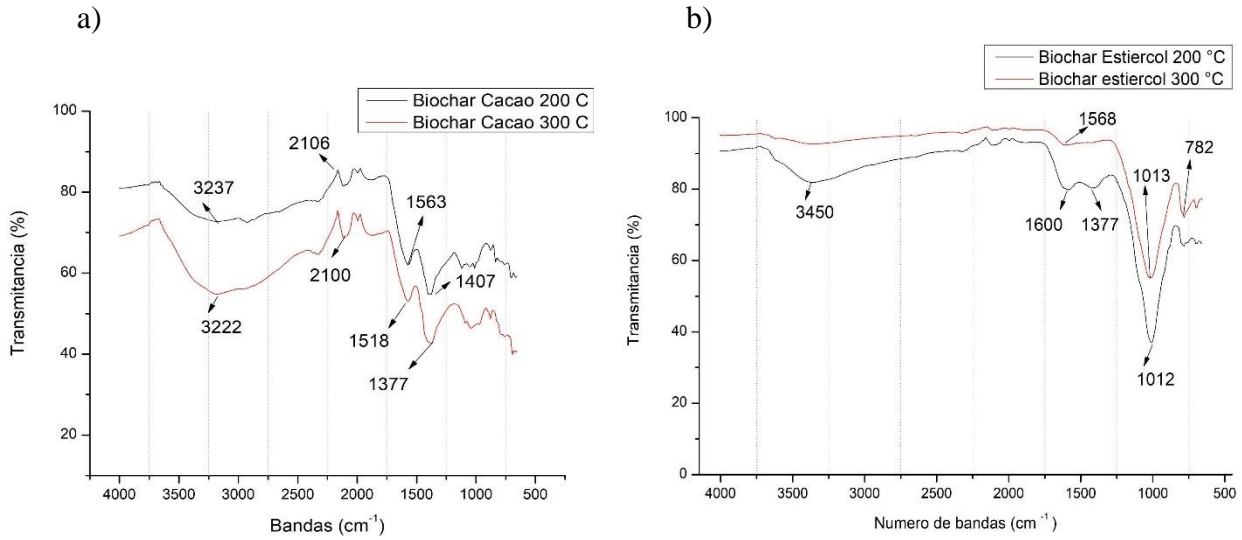 a)
Biochar Cacao 200 C
Biochar Cacao 300 C
100
80
60
40
20
Transmitancia (%)
2106
3237
1563
2100
1407
3222
1518
1377
4000 3500 3000 2500 2000 1500 1000 500
Bandas (cm-1)
b)
Biochar Estiercol 200 °C
Biochar estiercol 300 °C
100
80
60
40
20
0
Transmitancia (%)
1568
782
1013
3450
1600
1377
1012
4000 3500 3000 2500 2000 1500 1000 500
Numero de bandas (cm -1)